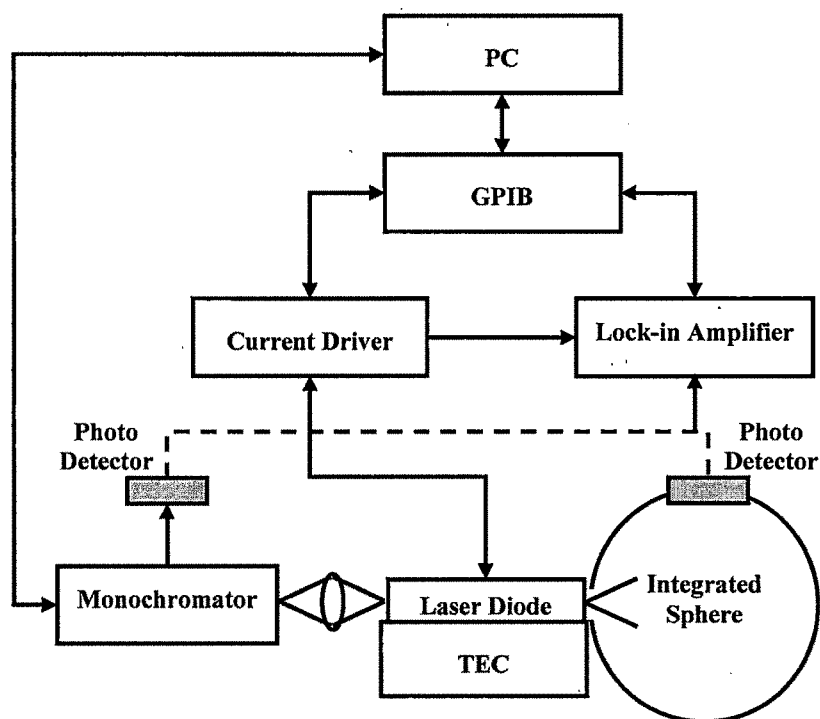 PC
GPIB
Current Driver
Lock-in Amplifier
Photo
Detector
Photo
Detector
Monochromator
Laser Diode
Integrated
Sphere
TEC